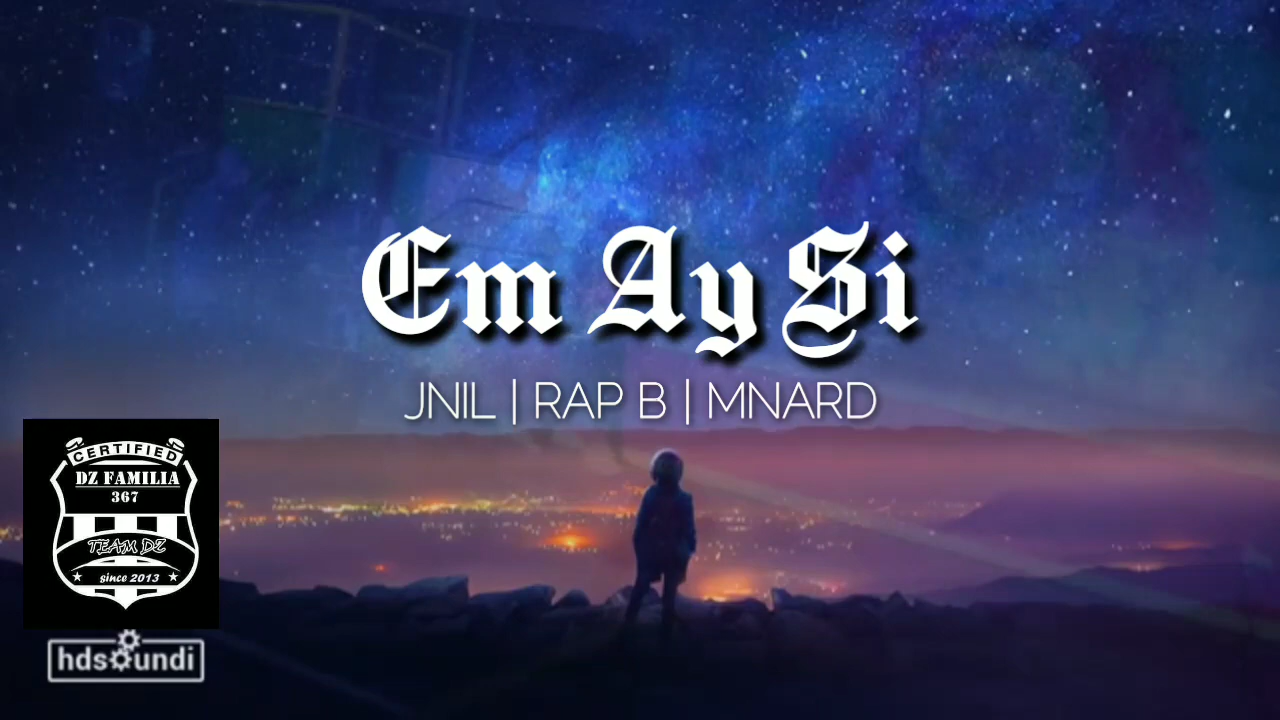 Em Ay Si
JNIL | RAP B | MNARD
CERTIFIED
DZ FAMILIA
367
TEAM DZ
since 2013
hdsoundi